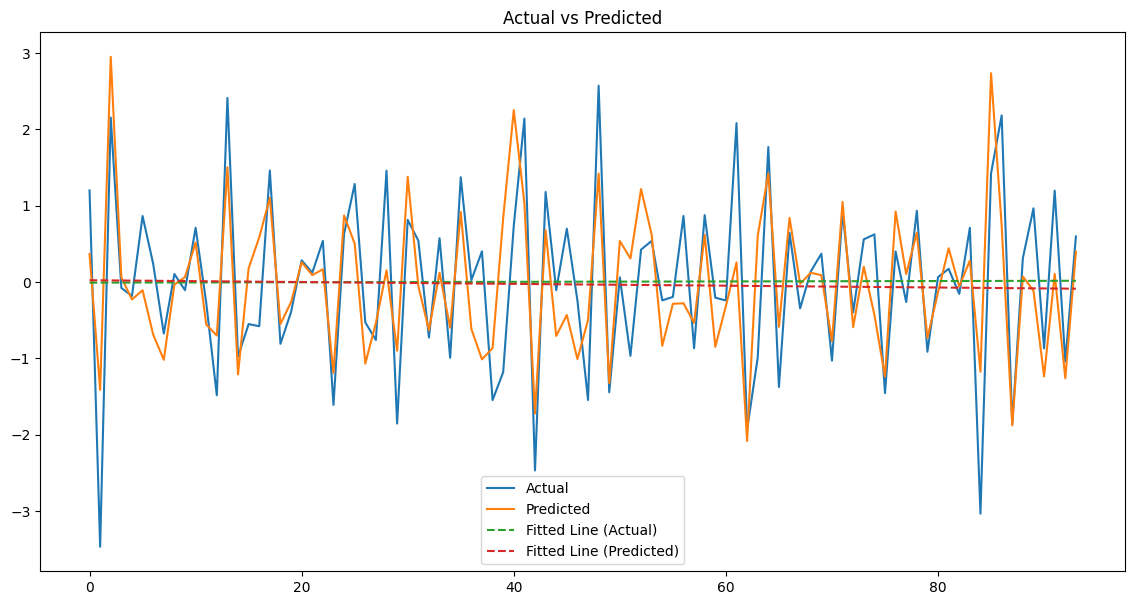 Actual vs Predicted
3
2
1
0
−1
−2
−3
Actual
Predicted
Fitted Line (Actual)
Fitted Line (Predicted)
0 20 40 60 80